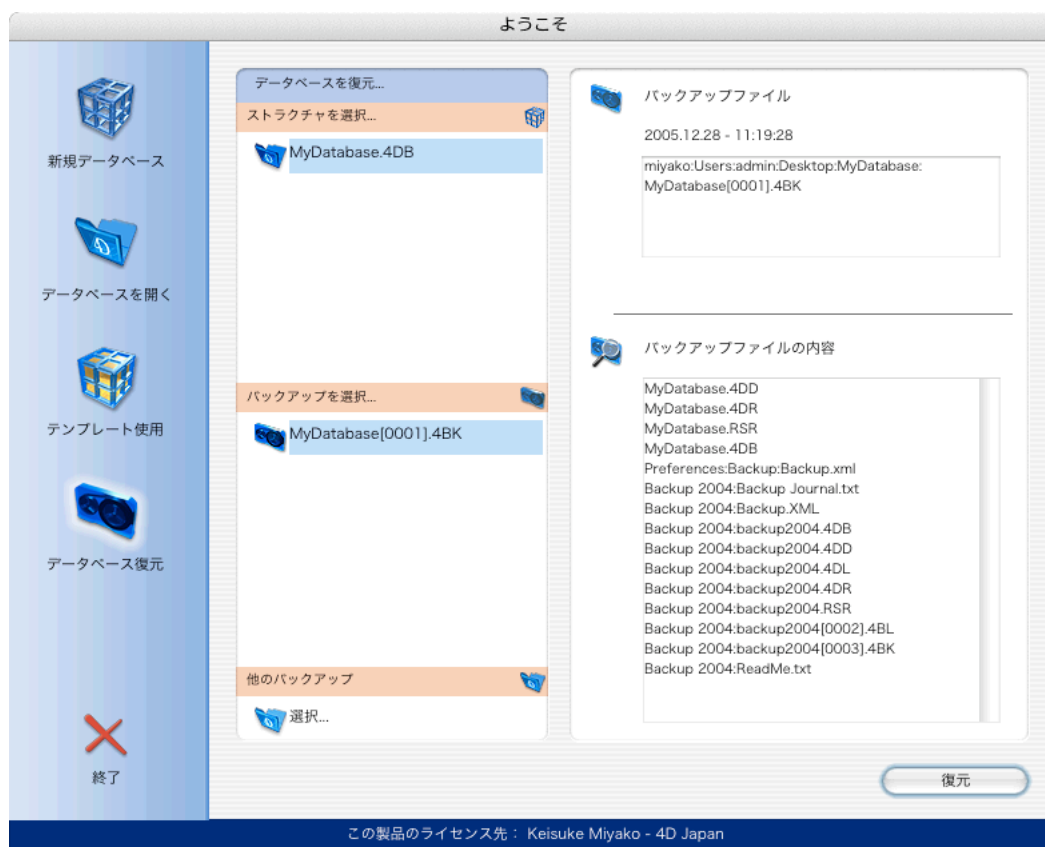 ようこそ
新規データベース
データベースを開く
テンプレート使用
データベース復元
終了
データベースを復元...
ストラクチャを選択...
MyDatabase.4DB
バックアップを選択...
MyDatabase[0001].4BK
他のバックアップ
選択...
バックアップファイル
2005.12.28 - 11:19:28
miyako:Users:admin:Desktop:MyDatabase:
MyDatabase[0001].4BK
バックアップファイルの内容
MyDatabase.4DD
MyDatabase.4DR
MyDatabase.RSR
MyDatabase.4DB
Preferences:Backup:Backup.xml
Backup 2004:Backup Journal.txt
Backup 2004:Backup.XML
Backup 2004:backup2004.4DB
Backup 2004:backup2004.4DD
Backup 2004:backup2004.4DL
Backup 2004:backup2004.4DR
Backup 2004:backup2004.RSR
Backup 2004:backup2004[0002].4BL
Backup 2004:backup2004[0003].4BK
Backup 2004:ReadMe.txt
復元
この製品のライセンス先： Keisuke Miyako - 4D Japan